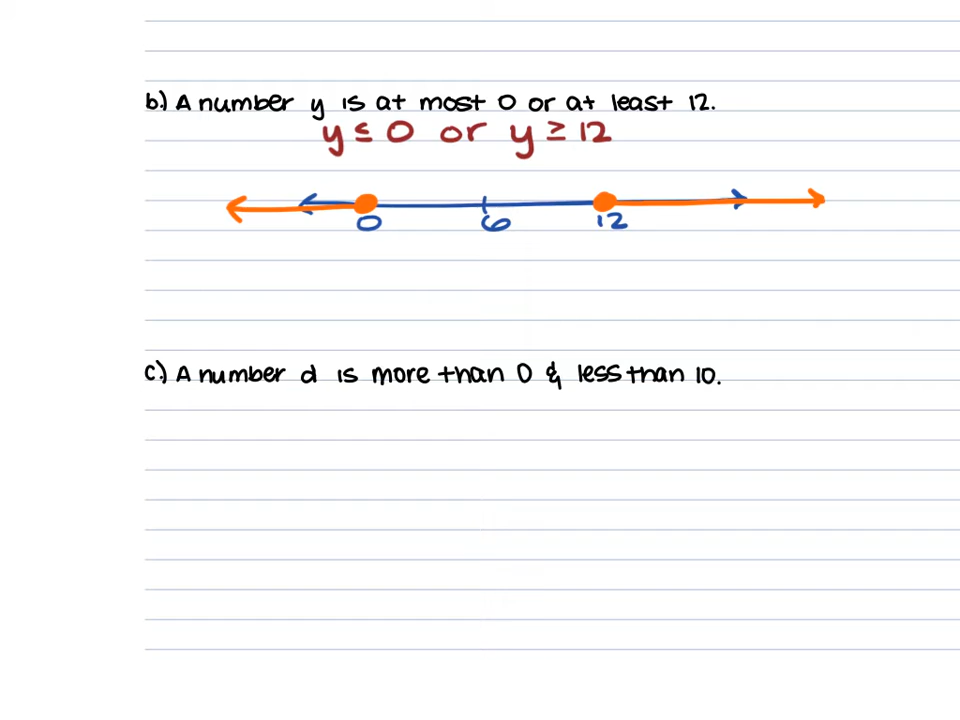 b.) A number y is at most 0 or at least 12.
y ≤ 0 or y ≥ 12
0 6 12
c.) A number d is more than 0 & less than 10.